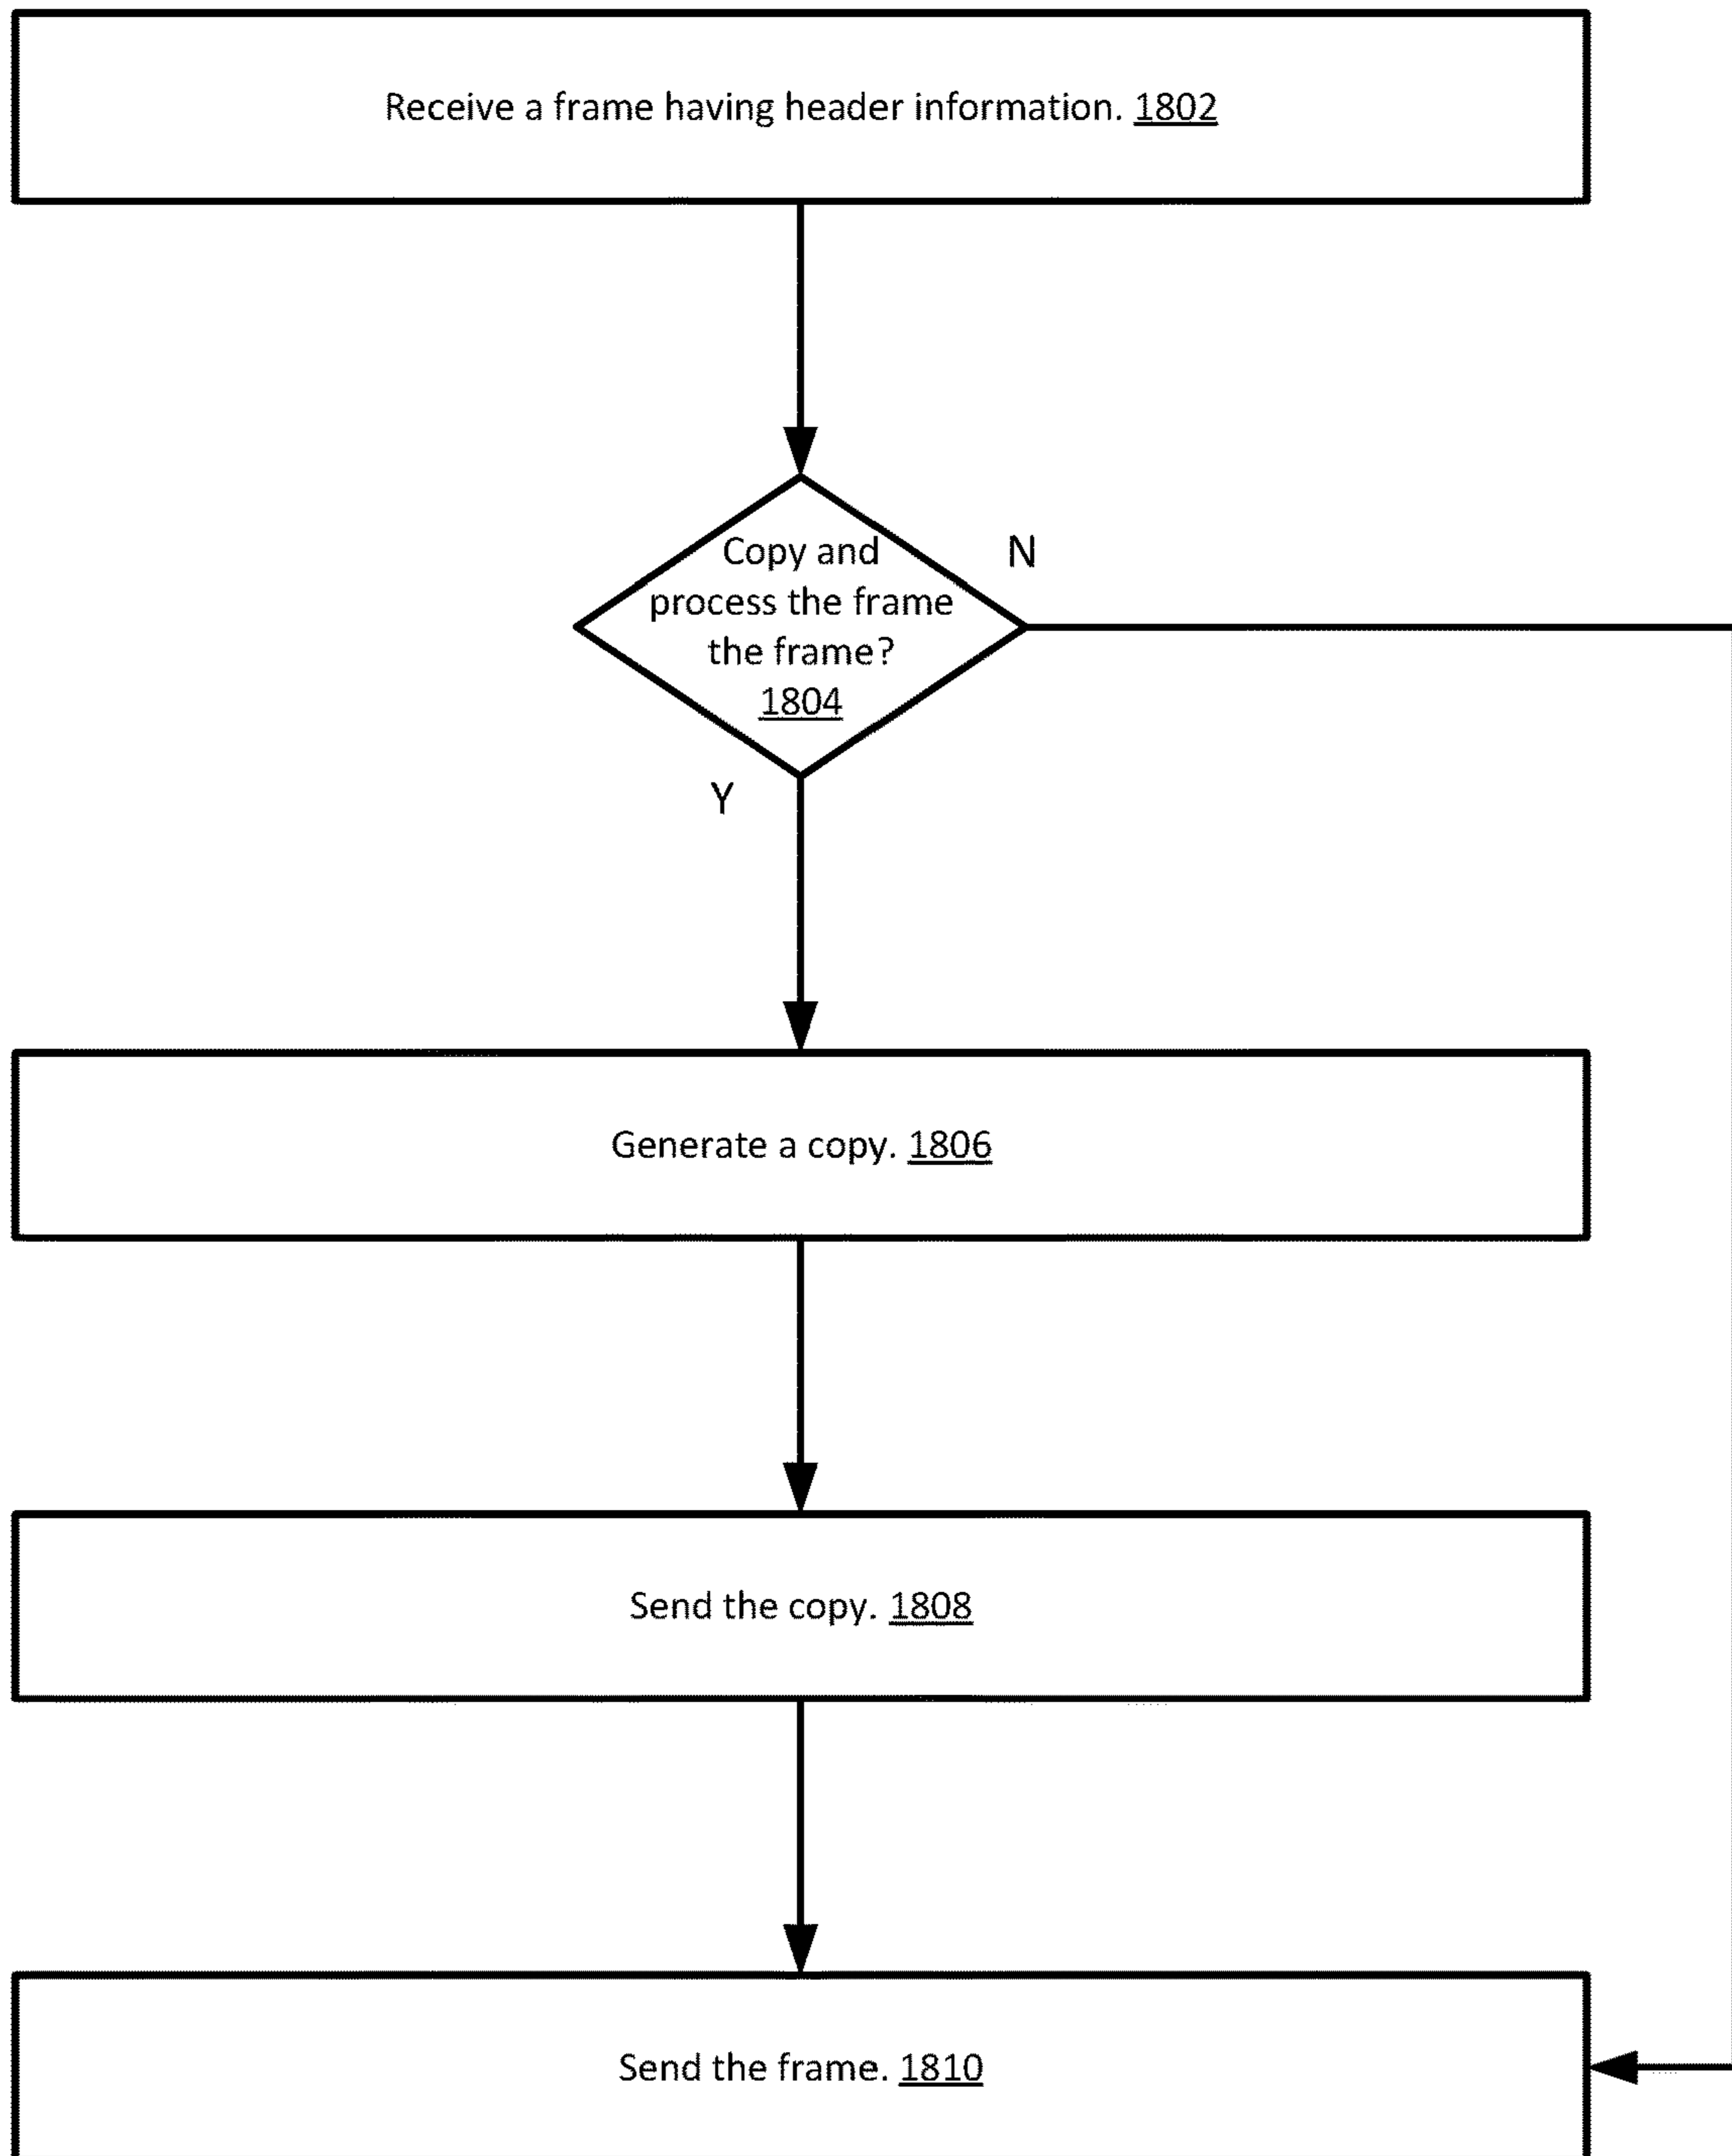 Receive a frame having header information. 1802
Copy and
N
process the frame
the frame?
1804
Y
Generate a copy. 1806
Send the copy. 1808
Send the frame. 1810